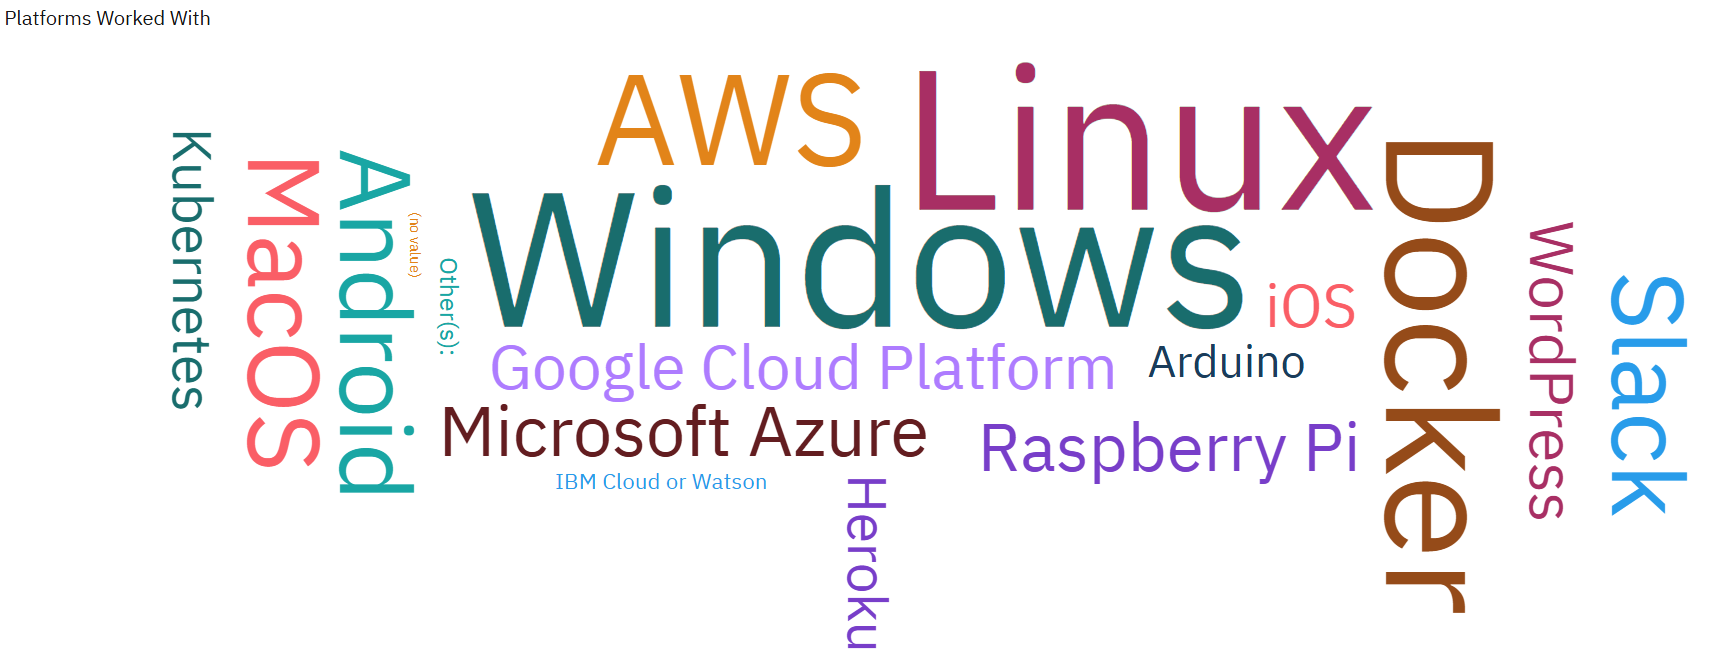 Platforms Worked With
AWS
Linux
Kubernetes
MacOS
Android
(no value)
Other(s):
Windows
iOS
Docker
WordPress
Slack
Google Cloud Platform
Arduino
Microsoft Azure
Raspberry Pi
IBM Cloud or Watson
Heroku